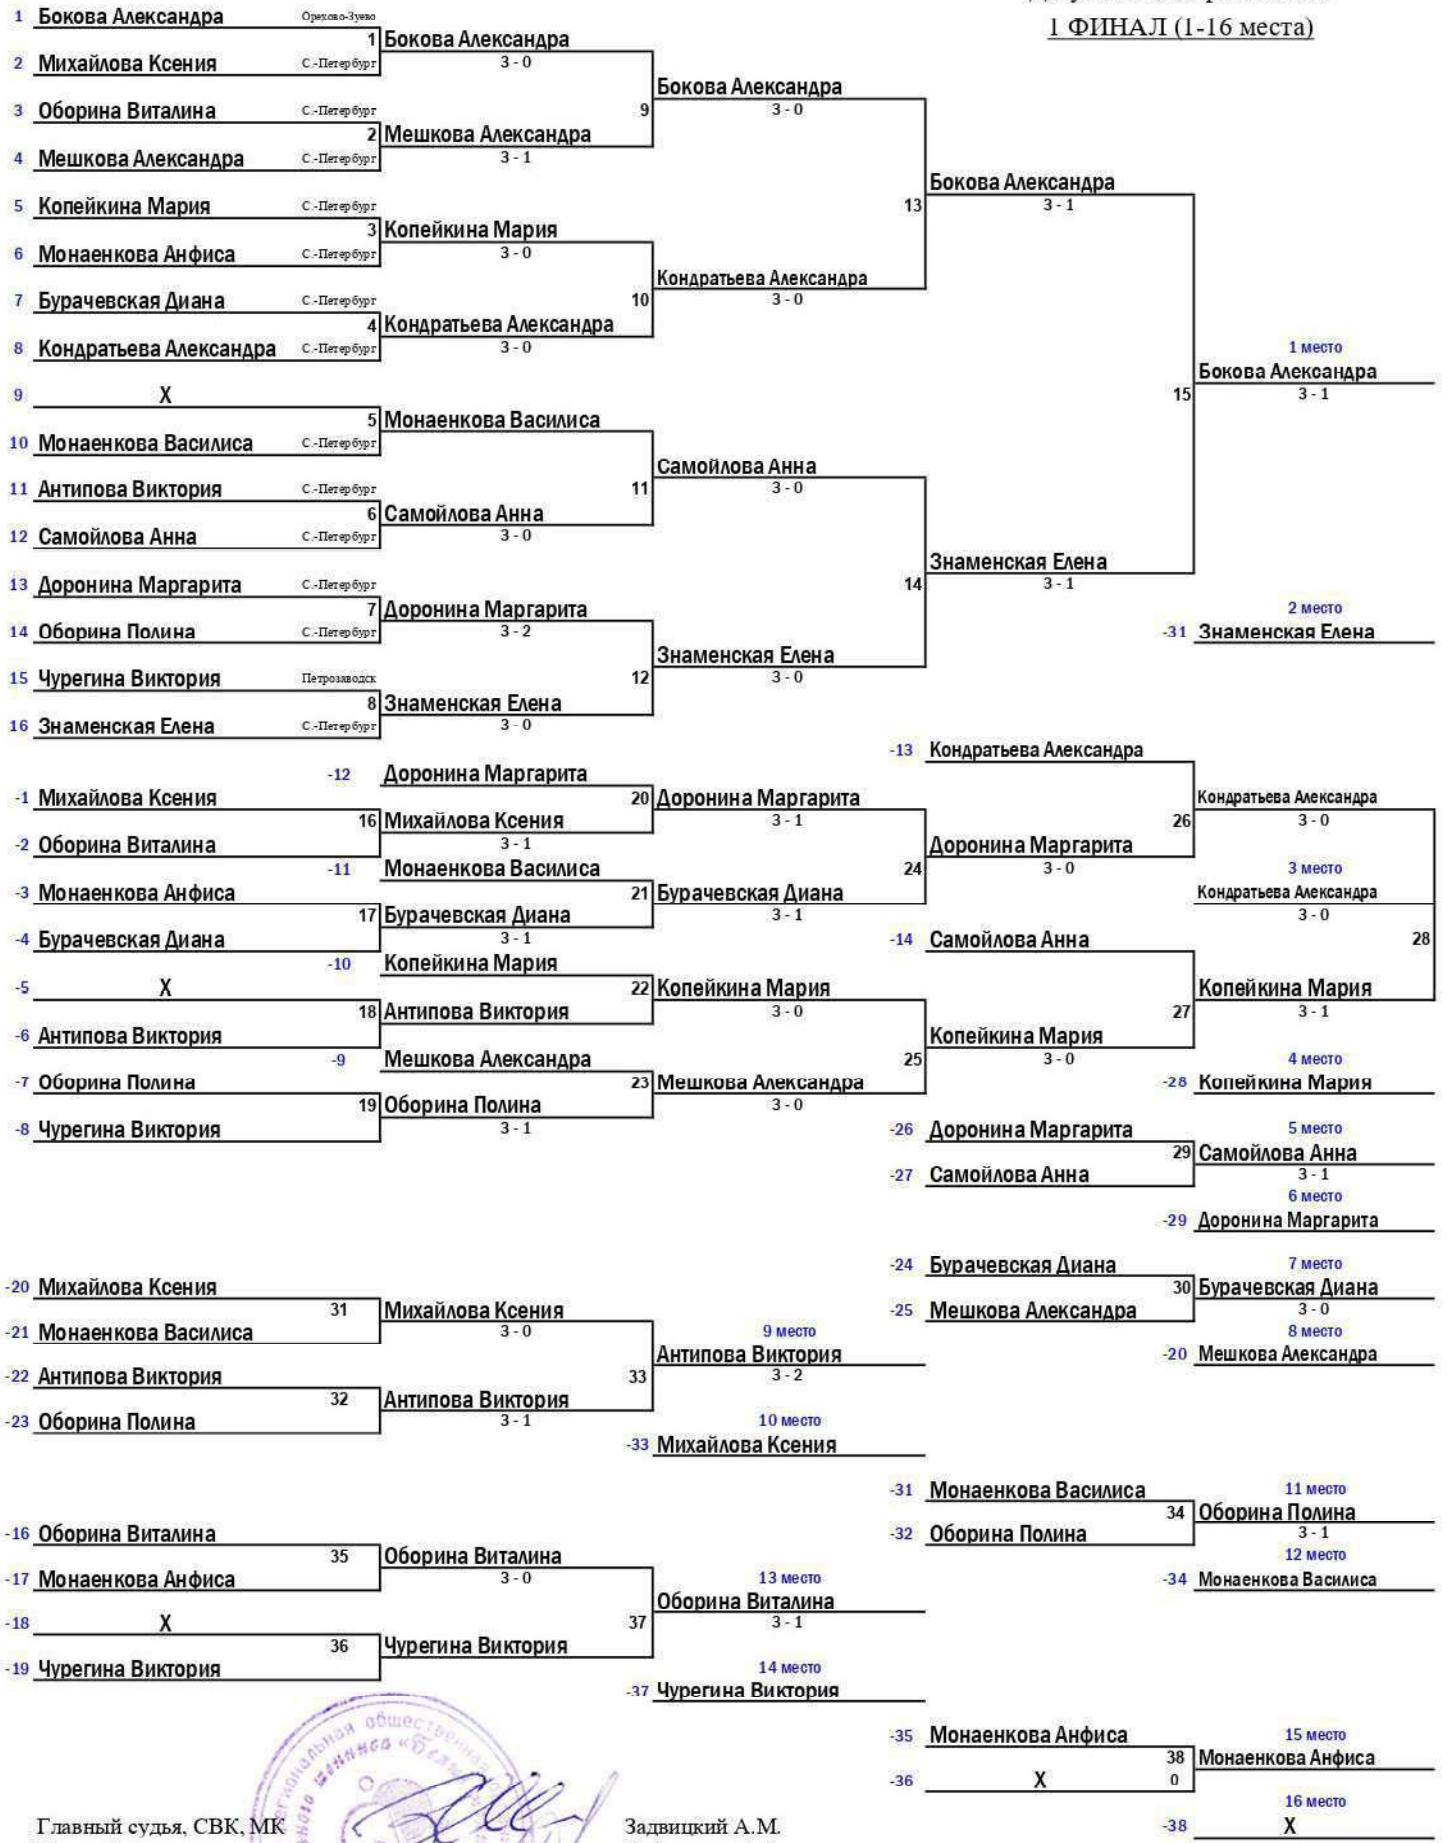 1 ФИНАЛ (1-16 места)
1 Бокова Александра Орехово-Зуево
1 Бокова Александра
3 - 0
2 Михайлова Ксения С.-Петербург
Бокова Александра
3 - 0
9
3 Оборина Виталина С.-Петербург
2 Мешкова Александра
3 - 1
4 Мешкова Александра С.-Петербург
Бокова Александра
3 - 1
13
5 Копейкина Мария С.-Петербург
3 Копейкина Мария
3 - 0
6 Монаенкова Анфиса С.-Петербург
Кондратьева Александра
10 3 - 0
7 Бурачевская Диана С.-Петербург
4 Кондратьева Александра
3 - 0
8 Кондратьева Александра С.-Петербург
1 место
Бокова Александра
15 3 - 1
9 X
5 Монаенкова Василиса
10 Монаенкова Василиса С.-Петербург
Самойлова Анна
11 3 - 0
11 Антипова Виктория С.-Петербург
6 Самойлова Анна
3 - 0
12 Самойлова Анна С.-Петербург
Знаменская Елена
14 3 - 1
13 Доронина Маргарита С.-Петербург
7 Доронина Маргарита
3 - 2
14 Оборина Полина С.-Петербург
2 место
-31 Знаменская Елена
Знаменская Елена
12 3 - 0
15 Чурегина Виктория Петрозаводск
8 Знаменская Елена
3 - 0
16 Знаменская Елена С.-Петербург
-13 Кондратьева Александра
-12 Доронина Маргарита
-1 Михайлова Ксения
20 Доронина Маргарита
3 - 1
Кондратьева Александра
26 3 - 0
16 Михайлова Ксения
3 - 1
-2 Оборина Виталина
Доронина Маргарита
24 3 - 0
-11 Монаенкова Василиса
3 место
Кондратьева Александра
3 - 0
-3 Монаенкова Анфиса
21 Бурачевская Диана
3 - 1
17 Бурачевская Диана
3 - 1
-4 Бурачевская Диана
-14 Самойлова Анна
28
-10 Копейкина Мария
-5 X
22 Копейкина Мария
3 - 0
Копейкина Мария
27 3 - 1
18 Антипова Виктория
-6 Антипова Виктория
Копейкина Мария
25 3 - 0
-9 Мешкова Александра
4 место
-28 Копейкина Мария
-7 Оборина Полина
23 Мешкова Александра
3 - 0
19 Оборина Полина
3 - 1
-8 Чурегина Виктория
-26 Доронина Маргарита
5 место
29 Самойлова Анна
3 - 1
-27 Самойлова Анна
6 место
-29 Доронина Маргарита
-24 Бурачевская Диана
7 место
30 Бурачевская Диана
3 - 0
-25 Мешкова Александра
8 место
-20 Мешкова Александра
-20 Михайлова Ксения
31 Михайлова Ксения
3 - 0
-21 Монаенкова Василиса
9 место
Антипова Виктория
33 3 - 2
-22 Антипова Виктория
32 Антипова Виктория
3 - 1
-23 Оборина Полина
10 место
-33 Михайлова Ксения
-31 Монаенкова Василиса
11 место
34 Оборина Полина
3 - 1
-32 Оборина Полина
12 место
-34 Монаенкова Василиса
-16 Оборина Виталина
35 Оборина Виталина
3 - 0
-17 Монаенкова Анфиса
13 место
Оборина Виталина
37 3 - 1
-18 X
36 Чурегина Виктория
-19 Чурегина Виктория
14 место
-37 Чурегина Виктория
-35 Монаенкова Анфиса
15 место
38 Монаенкова Анфиса
0
-36 X
16 место
-38 X
Главный судья, СВК, МК Задвицкий А.М.